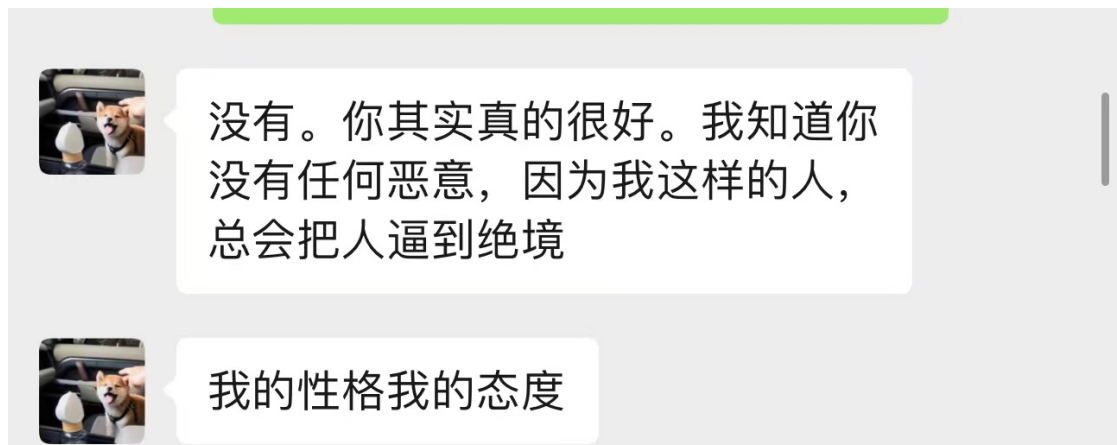 没有。你其实真的很好。我知道你
没有任何恶意，因为我这样的人，
总会把人逼到绝境
我的性格我的态度